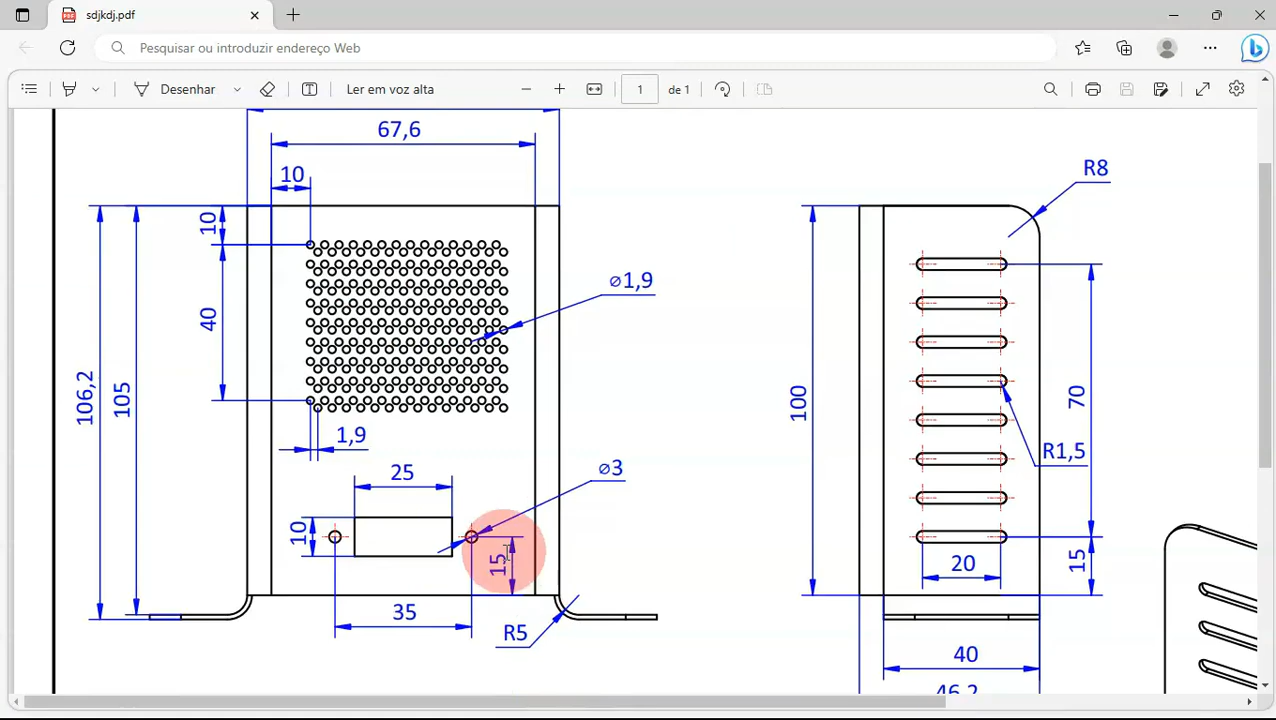 sdjkdj.pdf
Pesquisar ou introduzir endereço Web
Desenhar
Ler em voz alta
1
de 1
67,6
R8
10
10
⌀1,9
40
106,2
105
100
70
1,9
R1,5
25
⌀3
10
15
20
15
35
R5
40
46,2